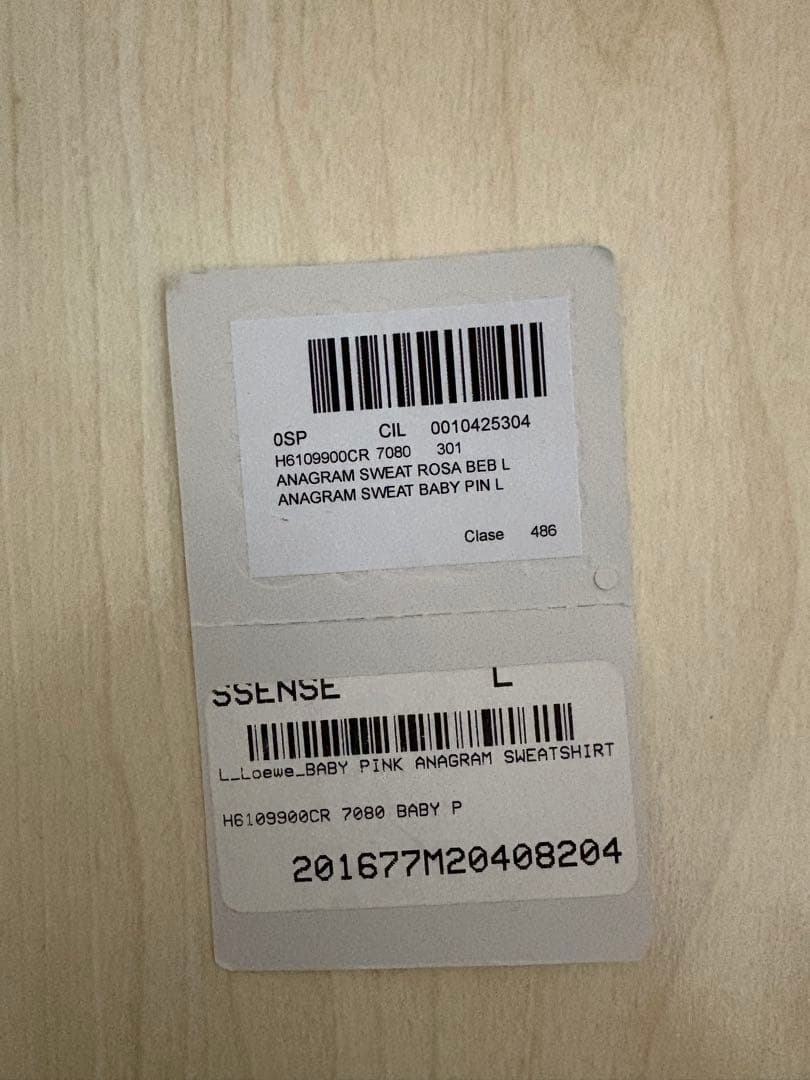 0SP CIL 0010425304
H6109900CR 7080 301
ANAGRAM SWEAT ROSA BEB L
ANAGRAM SWEAT BABY PIN L
Clase 486
SSENSE L
L_Loewe_BABY PINK ANAGRAM SWEATSHIRT
H6109900CR 7080 BABY P
201677M20408204